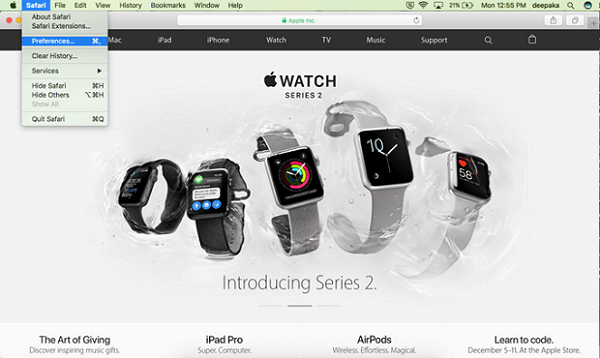 Safari File Edit View History Bookmarks Window Help 21% Mon 12:55 PM deepaka
About Safari
Safari Extensions...
Preferences... ⌘,
Clear History...
Services
Hide Safari ⌘H
Hide Others ⌥⌘H
Show All
Quit Safari ⌘Q
Apple Inc.
Mac iPad iPhone Watch TV Music Support
WATCH
SERIES 2
10:09
58
Introducing Series 2.
The Art of Giving
Discover inspiring music gifts.
iPad Pro
Super. Computer.
AirPods
Wireless. Effortless. Magical.
Learn to code.
December 5-11. At the Apple Store.